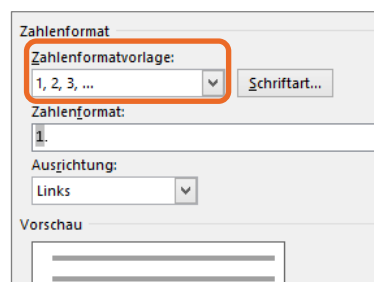 Zahlenformat
Zahlenformatvorlage:
1, 2, 3, ...
Schriftart...
Zahlenformat:
1.
Ausrichtung:
Links
Vorschau